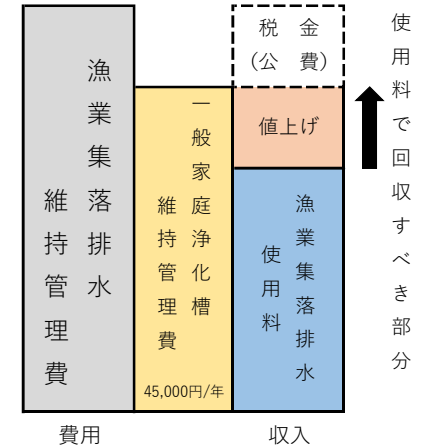 漁業集落排水
維持管理費
一般家庭浄化槽
維持管理費
45,000円/年
税金
(公費)
値上げ
漁業集落排水
使用料
使用料で回収すべき部分
費用
収入